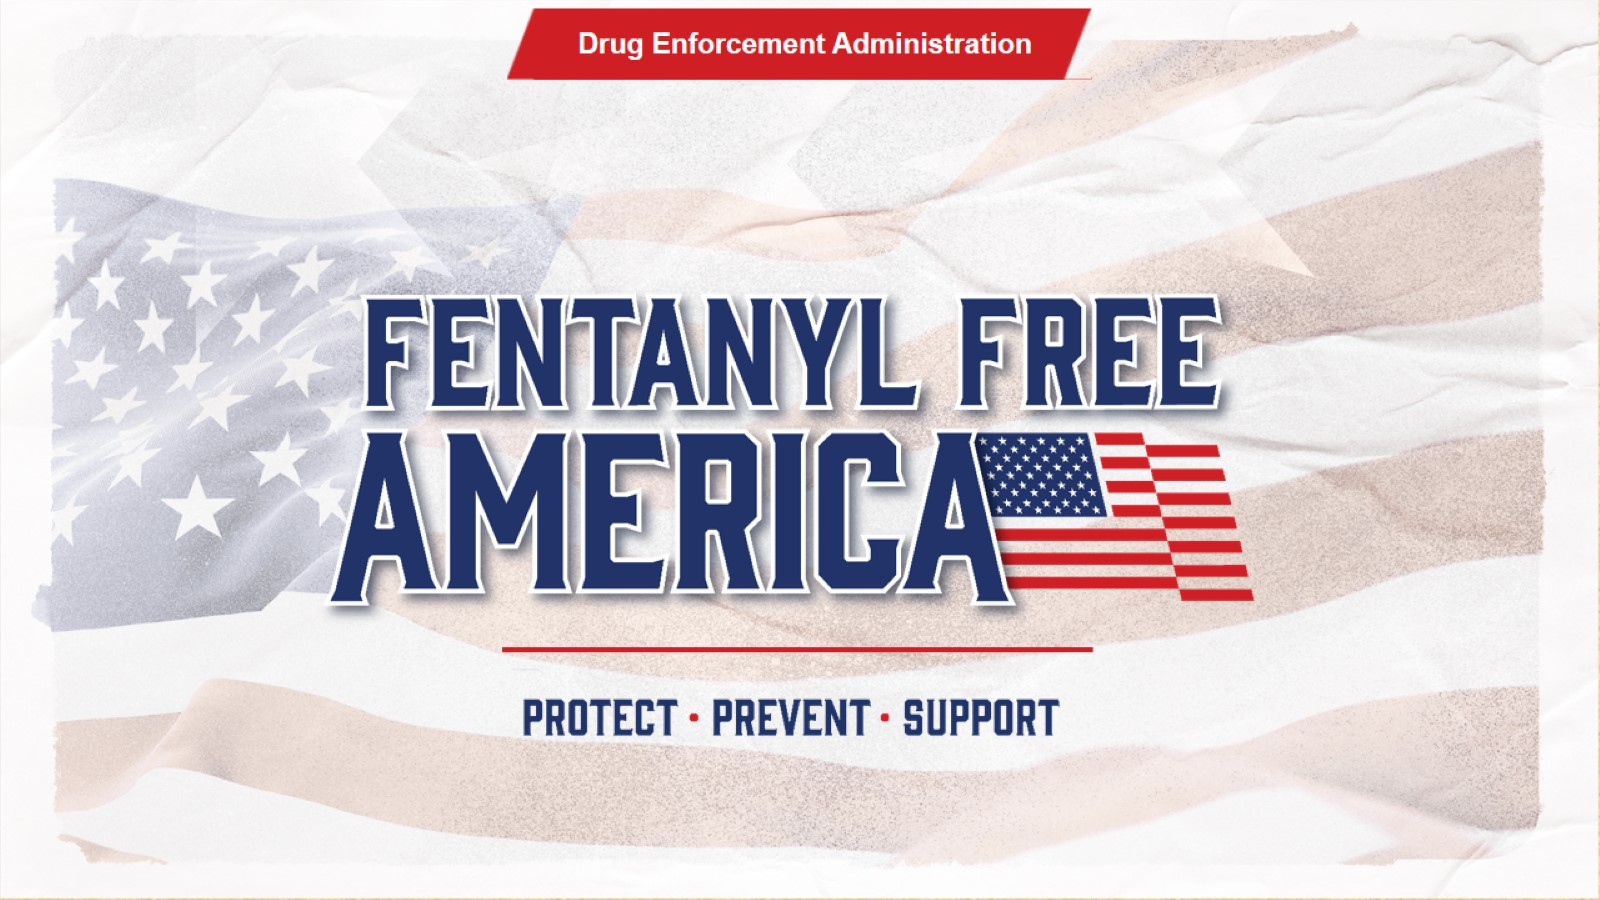 Drug Enforcement Administration
FENTANYL FREE
AMERICA
PROTECT • PREVENT • SUPPORT